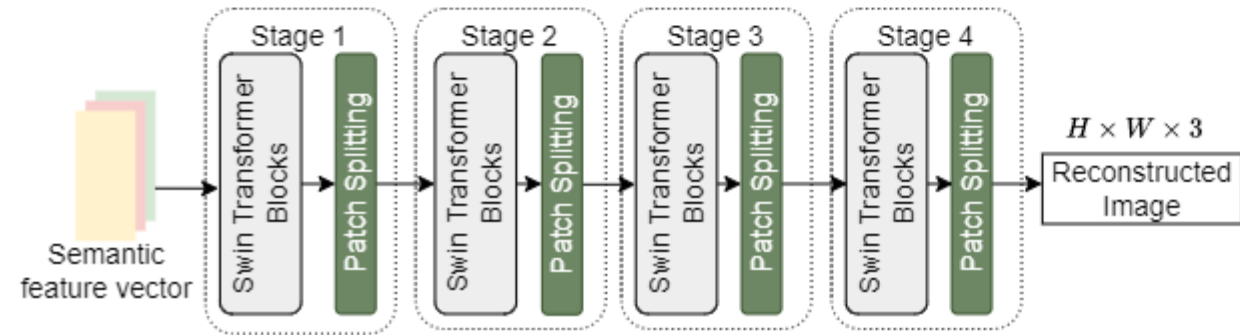 Stage 1
Swin Transformer
Blocks
Patch Splitting
Stage 2
Swin Transformer
Blocks
Patch Splitting
Stage 3
Swin Transformer
Blocks
Patch Splitting
Stage 4
Swin Transformer
Blocks
Patch Splitting
Semantic
feature vector
H × W × 3
Reconstructed
Image